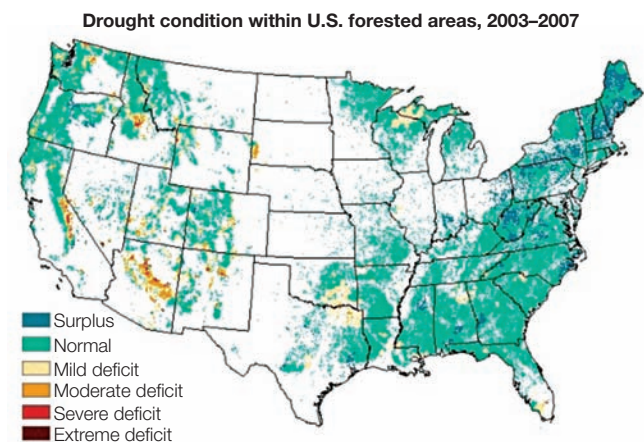 Drought condition within U.S. forested areas, 2003–2007
Surplus
Normal
Mild deficit
Moderate deficit
Severe deficit
Extreme deficit